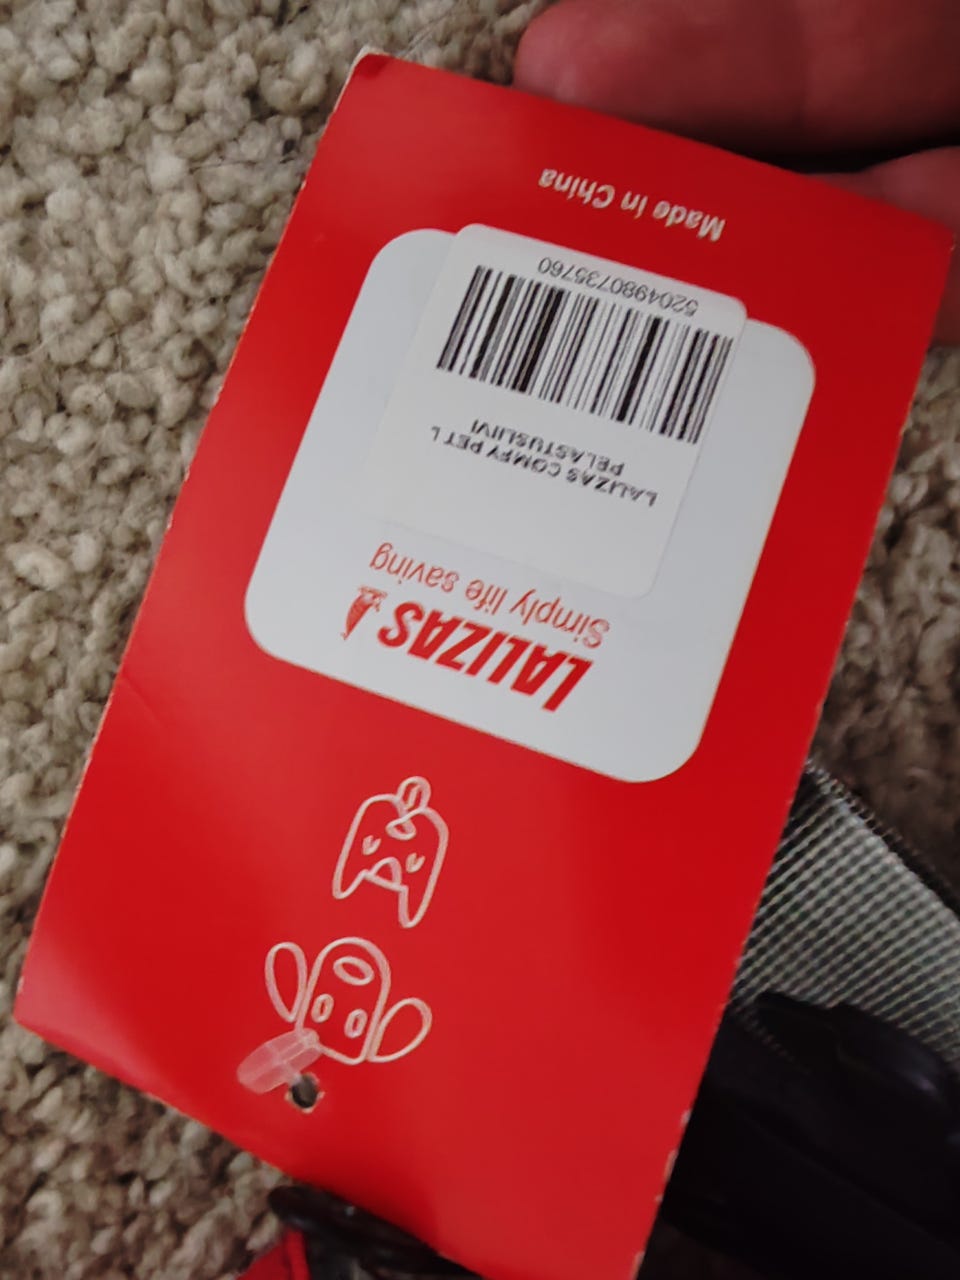 LALIZAS
Simply life saving
LALIZAS COMFY PET L
PELASTUSLIIVI
5204980735760
Made in China